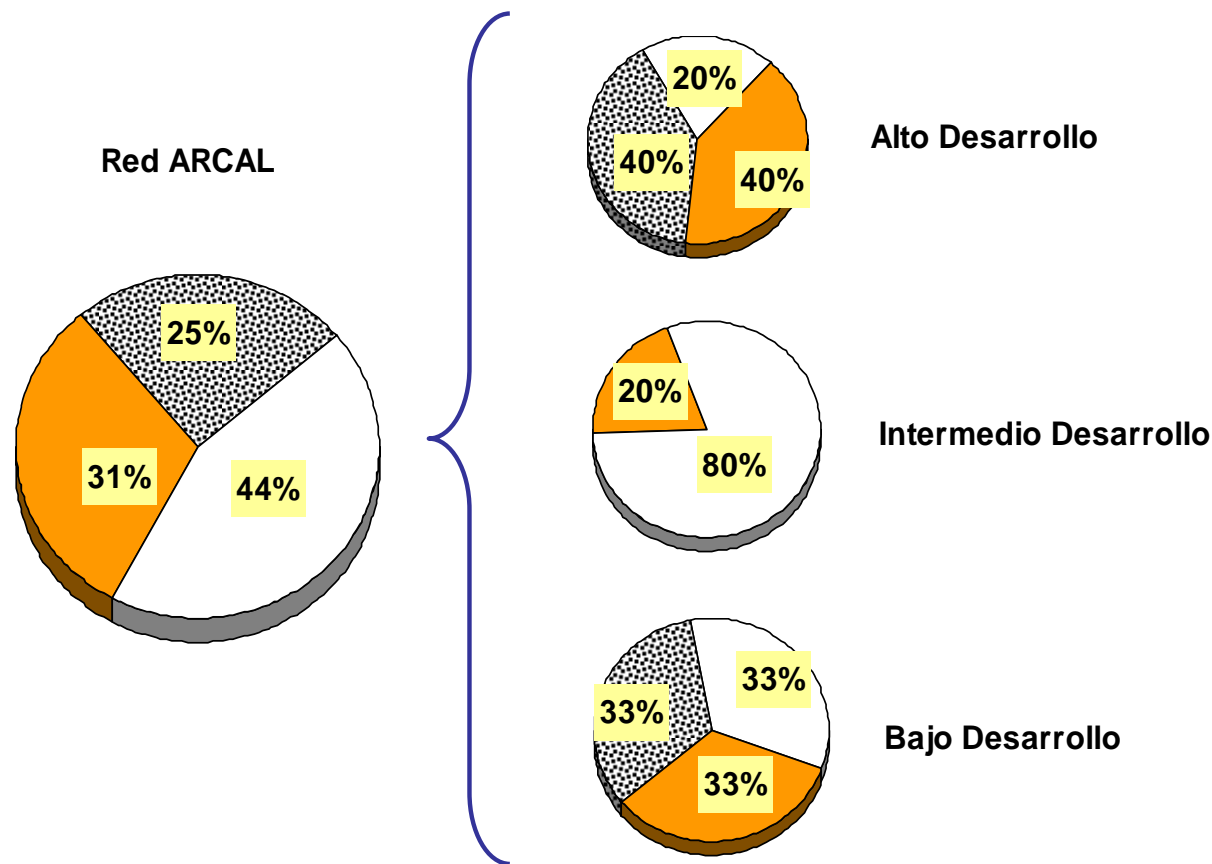 Red ARCAL
25%
31%
44%
20%
40%
40%
Alto Desarrollo
20%
80%
Intermedio Desarrollo
33%
33%
33%
Bajo Desarrollo